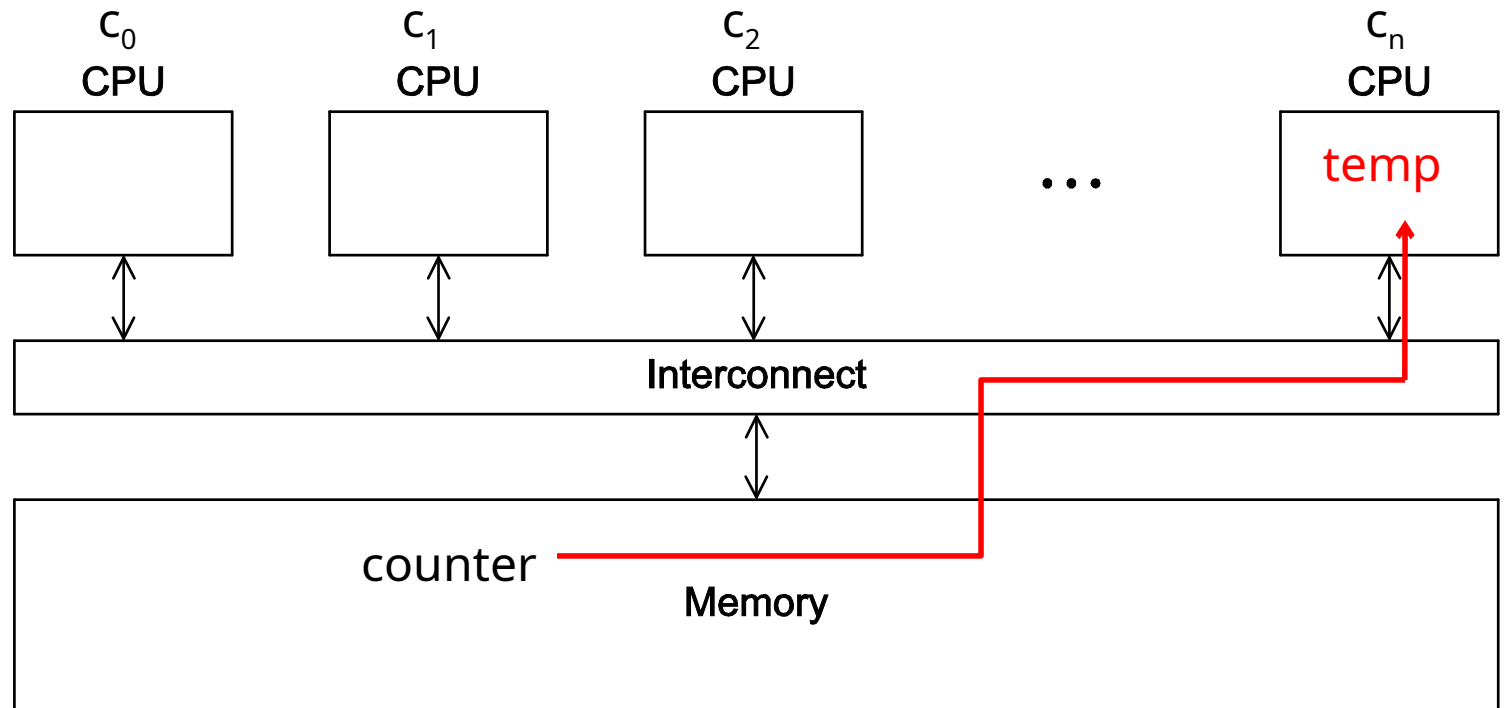 c0 c1 c2 cn
CPU CPU CPU CPU
temp
...
Interconnect
counter
Memory